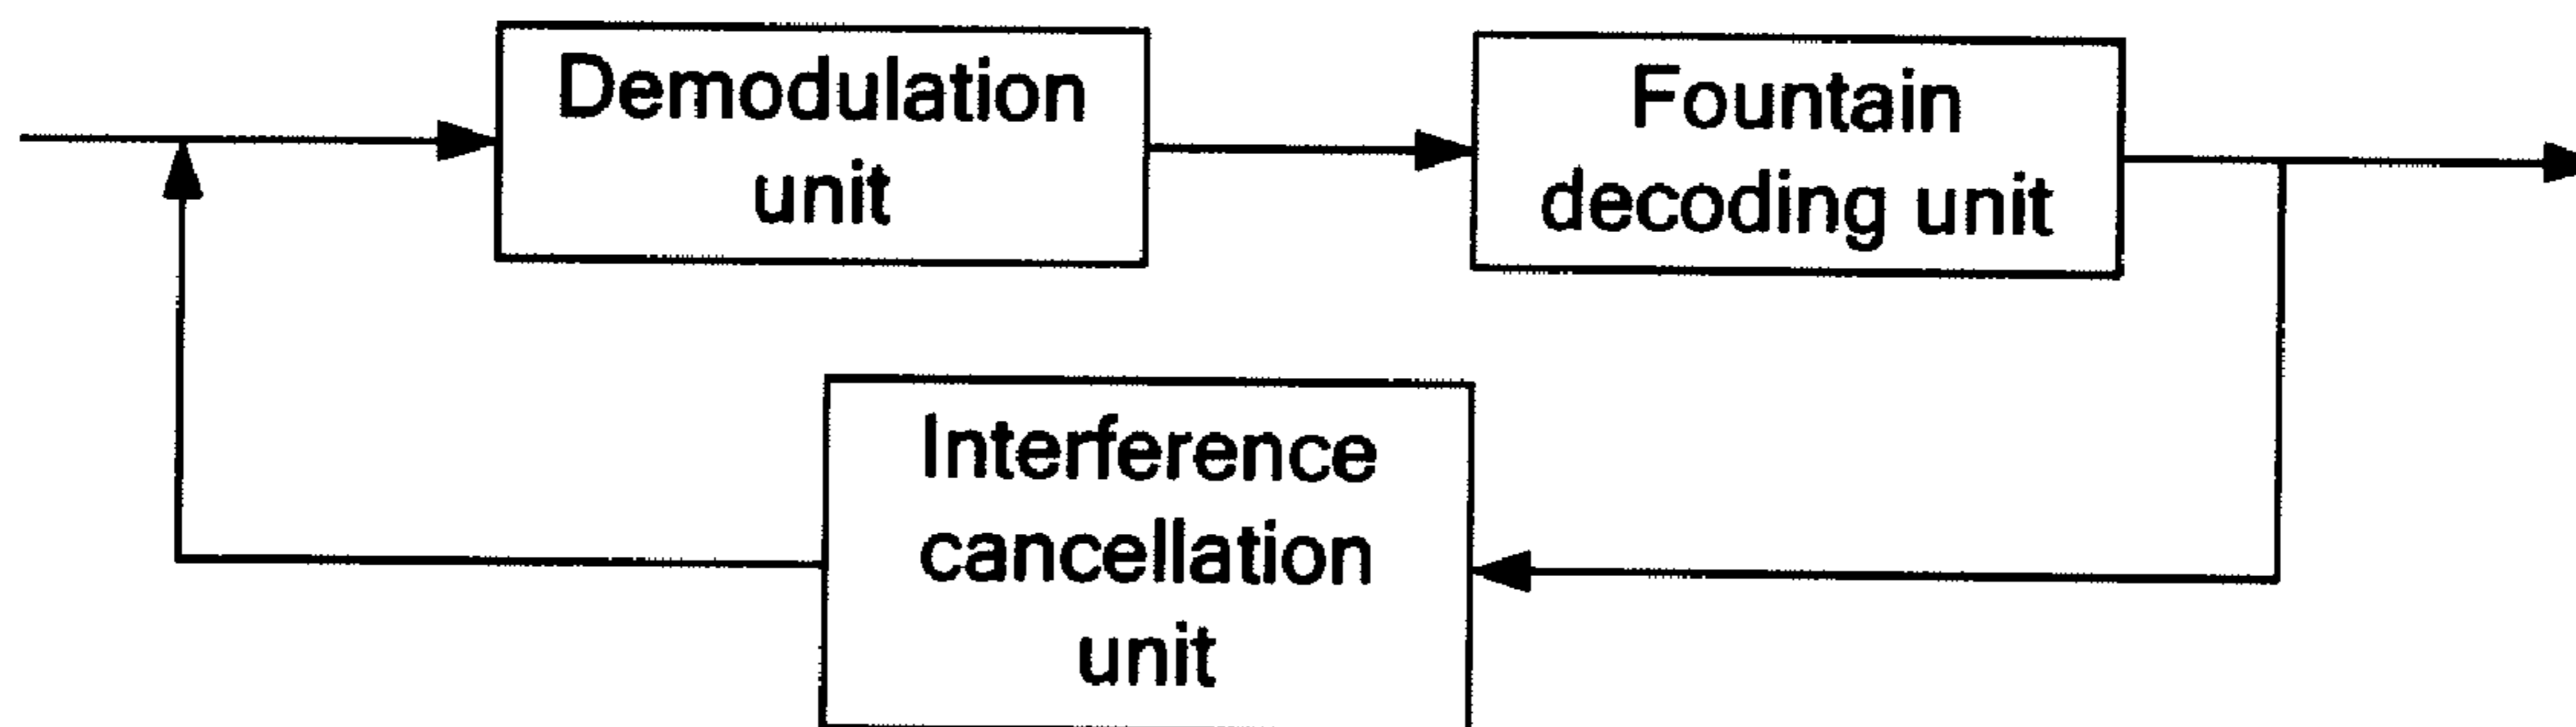 Demodulation
unit
Fountain
decoding unit
Interference
cancellation
unit